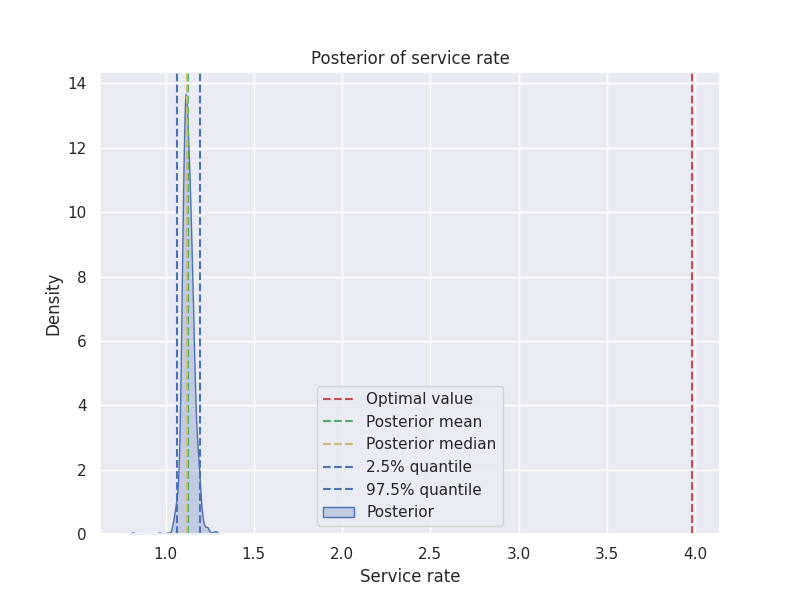 Posterior of service rate
Density
14
12
10
8
6
4
2
0
1.0 1.5 2.0 2.5 3.0 3.5 4.0
Service rate
Optimal value
Posterior mean
Posterior median
2.5% quantile
97.5% quantile
Posterior